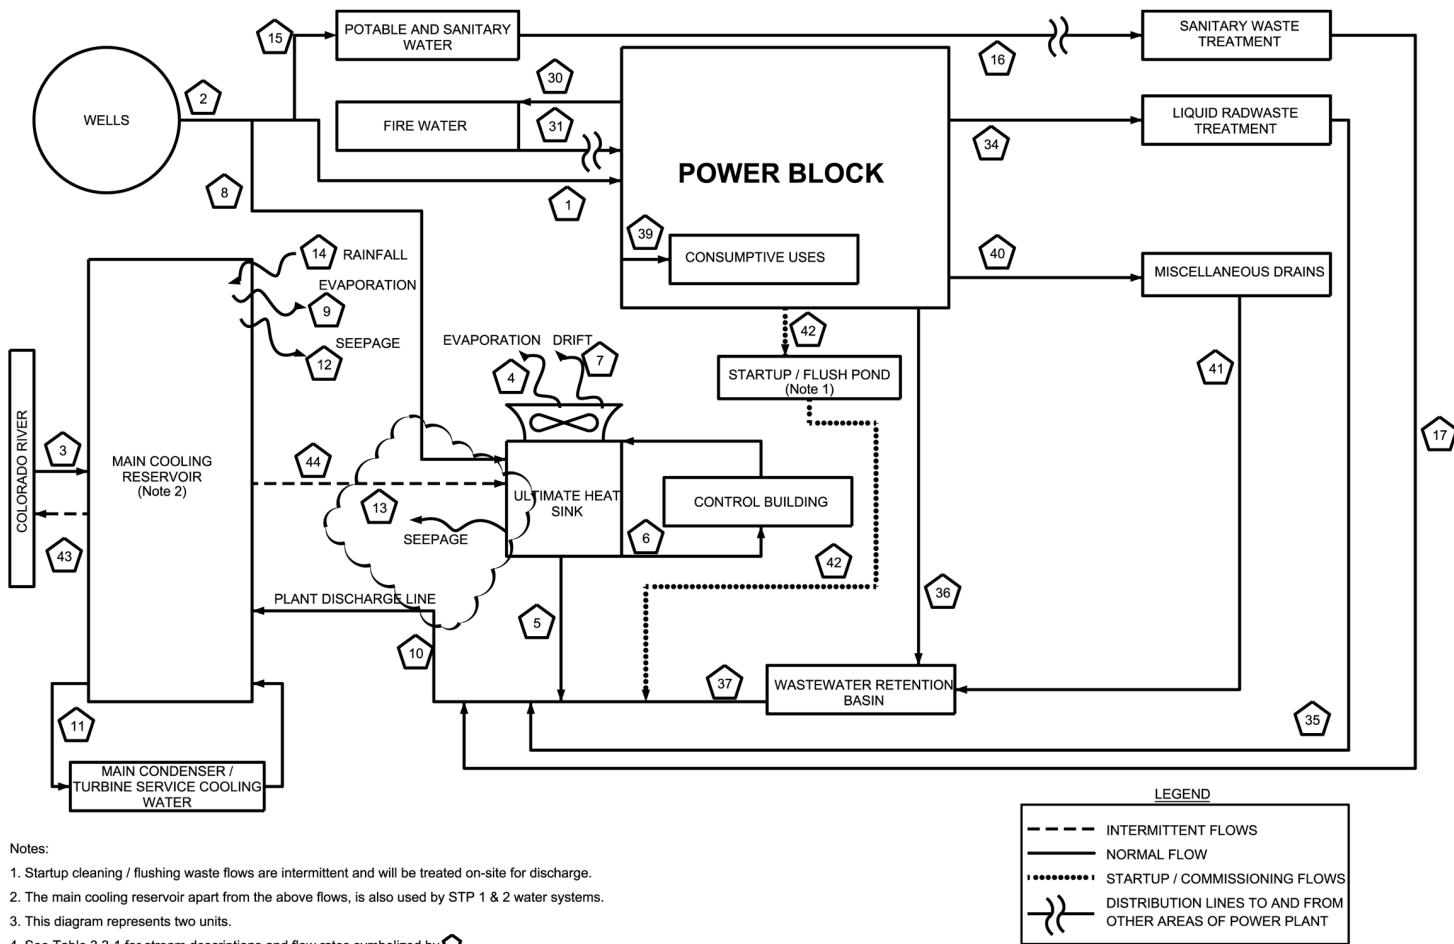 15
POTABLE AND SANITARY
WATER
16
SANITARY WASTE
TREATMENT
WELLS
2
30
FIRE WATER
31
POWER BLOCK
34
LIQUID RADWASTE
TREATMENT
8
1
39
CONSUMPTIVE USES
40
MISCELLANEOUS DRAINS
14
RAINFALL
EVAPORATION
9
SEEPAGE
12
EVAPORATION
DRIFT
4
7
42
STARTUP / FLUSH POND
(Note 1)
41
17
COLORADO RIVER
3
43
MAIN COOLING
RESERVOIR
(Note 2)
44
13
SEEPAGE
ULTIMATE HEAT
SINK
CONTROL BUILDING
6
42
36
PLANT DISCHARGE LINE
5
10
37
WASTEWATER RETENTION
BASIN
35
11
MAIN CONDENSER /
TURBINE SERVICE COOLING
WATER
LEGEND
INTERMITTENT FLOWS
NORMAL FLOW
STARTUP / COMMISSIONING FLOWS
DISTRIBUTION LINES TO AND FROM
OTHER AREAS OF POWER PLANT
Notes:
1. Startup cleaning / flushing waste flows are intermittent and will be treated on-site for discharge.
2. The main cooling reservoir apart from the above flows, is also used by STP 1 & 2 water systems.
3. This diagram represents two units.